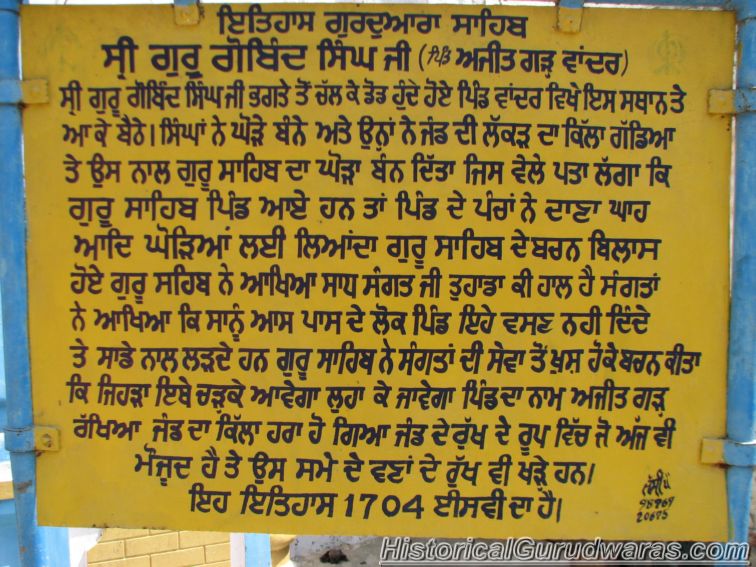 ਇਤਿਹਾਸ ਗੁਰਦੁਆਰਾ ਸਾਹਿਬ
ਸ੍ਰੀ ਗੁਰੂ ਗੋਬਿੰਦ ਸਿੰਘ ਜੀ (ਪਿੰਡ ਅਜੀਤ ਗੜ੍ਹ ਵਾਂਦਰ)
ਸ੍ਰੀ ਗੁਰੂ ਗੋਬਿੰਦ ਸਿੰਘ ਜੀ ਭਗਤੇ ਤੋਂ ਚੱਲ ਕੇ ਡੋਡ ਹੁੰਦੇ ਹੋਏ ਪਿੰਡ ਵਾਂਦਰ ਵਿਖੇ ਇਸ ਸਥਾਨ ਤੇ
ਆ ਕੇ ਬੈਠੇ। ਸਿੰਘਾਂ ਨੇ ਘੋੜੇ ਬੰਨੇ ਅਤੇ ਉਨ੍ਹਾਂ ਨੇ ਜੰਡ ਦੀ ਲੱਕੜ ਦਾ ਕਿੱਲਾ ਗੱਡਿਆ
ਤੇ ਉਸ ਨਾਲ ਗੁਰੂ ਸਾਹਿਬ ਦਾ ਘੋੜਾ ਬੰਨ ਦਿੱਤਾ ਜਿਸ ਵੇਲੇ ਪਤਾ ਲੱਗਾ ਕਿ
ਗੁਰੂ ਸਾਹਿਬ ਪਿੰਡ ਆਏ ਹਨ ਤਾਂ ਪਿੰਡ ਦੇ ਪੰਚਾਂ ਨੇ ਦਾਣਾ ਘਾਹ
ਆਦਿ ਘੋੜਿਆਂ ਲਈ ਲਿਆਂਦਾ ਗੁਰੂ ਸਾਹਿਬ ਦੇ ਬਚਨ ਬਿਲਾਸ
ਹੋਏ ਗੁਰੂ ਸਹਿਬ ਨੇ ਆਖਿਆ ਸਾਧ ਸੰਗਤ ਜੀ ਤੁਹਾਡਾ ਕੀ ਹਾਲ ਹੈ ਸੰਗਤਾਂ
ਨੇ ਆਖਿਆ ਕਿ ਸਾਨੂੰ ਆਸ ਪਾਸ ਦੇ ਲੋਕ ਪਿੰਡ ਇਥੇ ਵਸਣ ਨਹੀ ਦਿੰਦੇ
ਤੇ ਸਾਡੇ ਨਾਲ ਲੜਦੇ ਹਨ ਗੁਰੂ ਸਾਹਿਬ ਨੇ ਸੰਗਤਾਂ ਦੀ ਸੇਵਾ ਤੋਂ ਖੁਸ਼ ਹੋਕੇ ਬਚਨ ਕੀਤਾ
ਕਿ ਜਿਹੜਾ ਇਥੇ ਚੜ੍ਹਕੇ ਆਵੇਗਾ ਲੁਹਾ ਕੇ ਜਾਵੇਗਾ ਪਿੰਡ ਦਾ ਨਾਮ ਅਜੀਤ ਗੜ੍ਹ
ਰੱਖਿਆ ਜੰਡ ਦਾ ਕਿੱਲਾ ਹਰਾ ਹੋ ਗਿਆ ਜੰਡ ਦੇ ਰੁੱਖ ਦੇ ਰੂਪ ਵਿੱਚ ਜੋ ਅੱਜ ਵੀ
ਮੌਜੂਦ ਹੈ ਤੇ ਉਸ ਸਮੇ ਦੇ ਵਣਾਂ ਦੇ ਰੁੱਖ ਵੀ ਖੜ੍ਹੇ ਹਨ।
ਇਹ ਇਤਿਹਾਸ 1704 ਈਸਵੀ ਦਾ ਹੈ।
20675
HistoricalGurudwaras.com